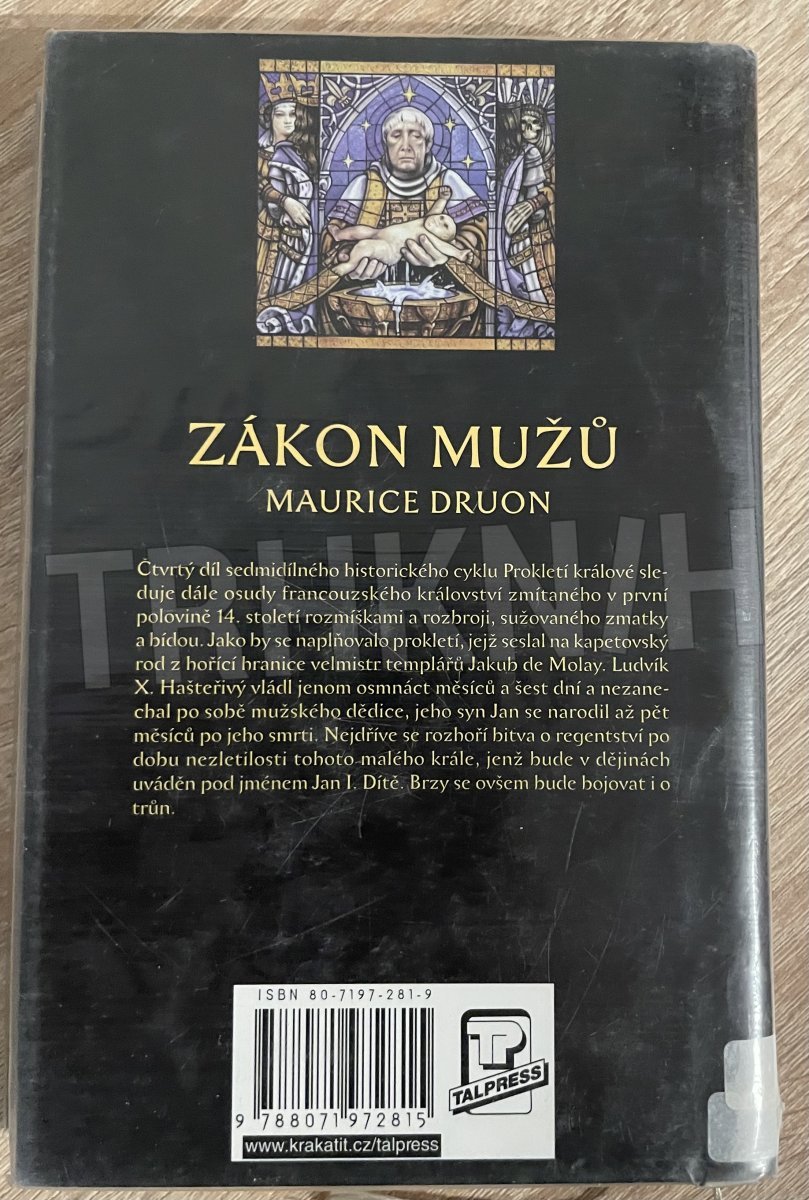 ZÁKON MUŽŮ
MAURICE DRUON
Čtvrtý díl sedmidílného historického cyklu Prokletí králové sle-
duje dále osudy francouzského království zmítaného v první
polovině 14. století rozmíškami a rozbroji, sužovaného zmatky
a bídou. Jako by se naplňovalo prokletí, jejž seslal na kapetovský
rod z hořící hranice velmistr templářů Jakub de Molay. Ludvík
X. Hašteřivý vládl jenom osmnáct měsíců a šest dní a nezane-
chal po sobě mužského dědice, jeho syn Jan se narodil až pět
měsíců po jeho smrti. Nejdříve se rozhoří bitva o regentství po
dobu nezletilosti tohoto malého krále, jenž bude v dějinách
uváděn pod jménem Jan I. Dítě. Brzy se ovšem bude bojovat i o
trůn.
ISBN 80-7197-281-9
9 788071 972815
www.krakatit.cz/talpress
TP
TALPRESS